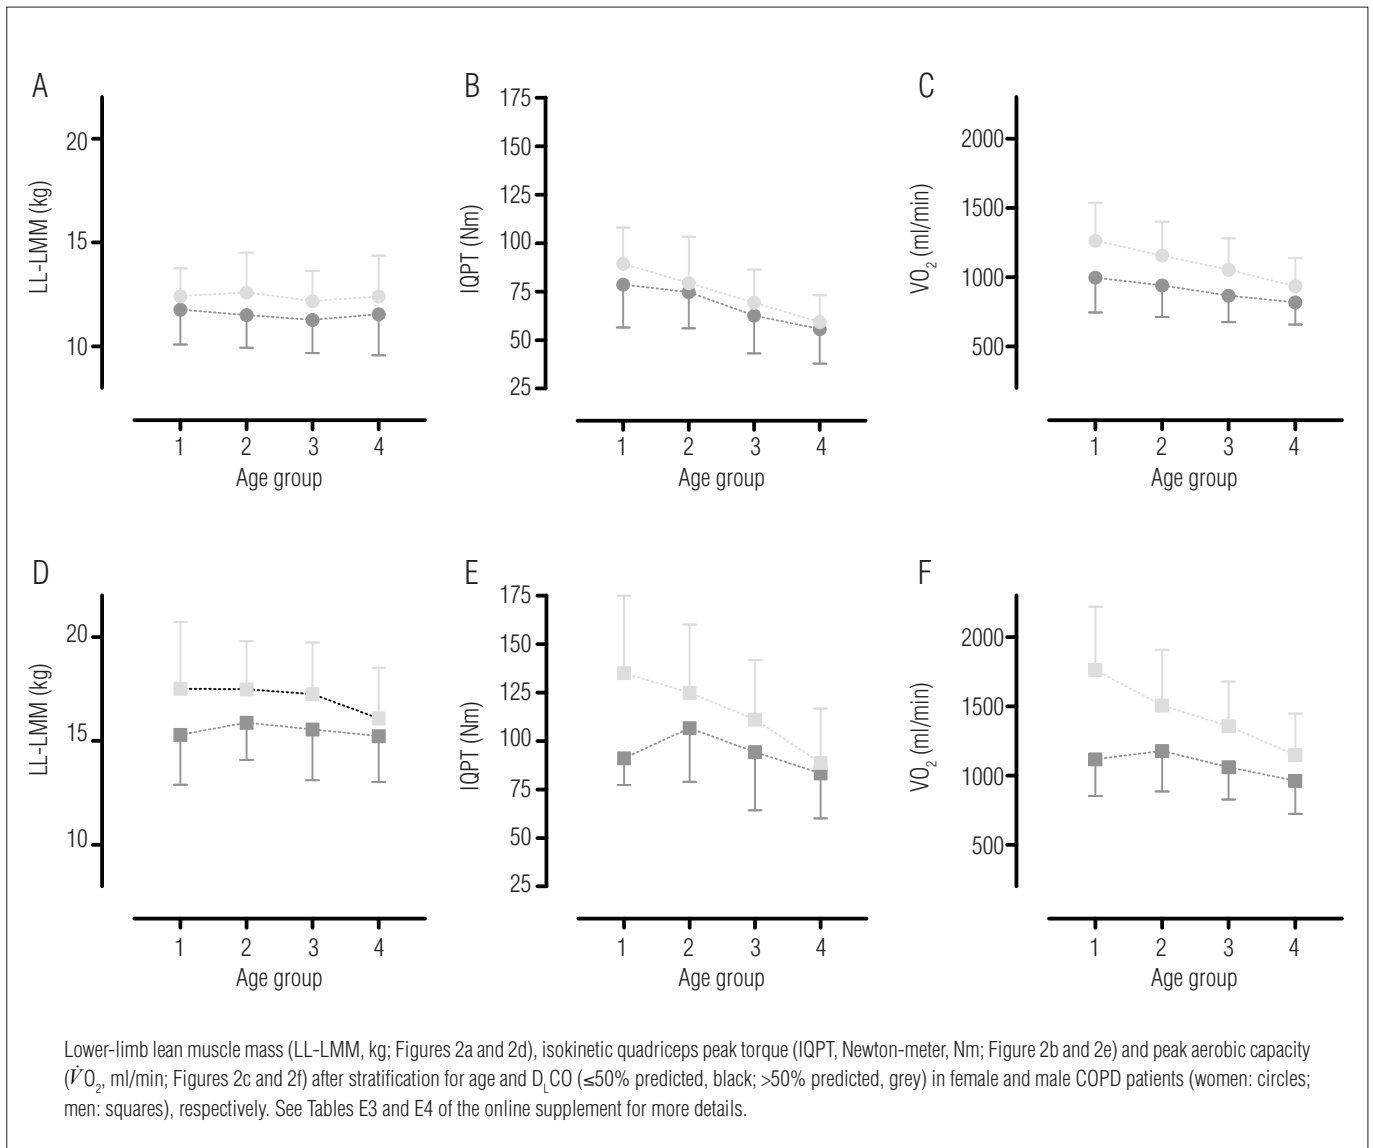 A
B
C
LL-LMM (kg)
20
15
10
1 2 3 4
Age group
IQPT (Nm)
175
150
125
100
75
50
25
1 2 3 4
Age group
VO2 (ml/min)
2000
1500
1000
500
1 2 3 4
Age group
D
E
F
LL-LMM (kg)
20
15
10
1 2 3 4
Age group
IQPT (Nm)
175
150
125
100
75
50
25
1 2 3 4
Age group
VO2 (ml/min)
2000
1500
1000
500
1 2 3 4
Age group
Lower-limb lean muscle mass (LL-LMM, kg; Figures 2a and 2d), isokinetic quadriceps peak torque (IQPT, Newton-meter, Nm; Figure 2b and 2e) and peak aerobic capacity
(V̇O2, ml/min; Figures 2c and 2f) after stratification for age and DLCO (≤50% predicted, black; >50% predicted, grey) in female and male COPD patients (women: circles;
men: squares), respectively. See Tables E3 and E4 of the online supplement for more details.